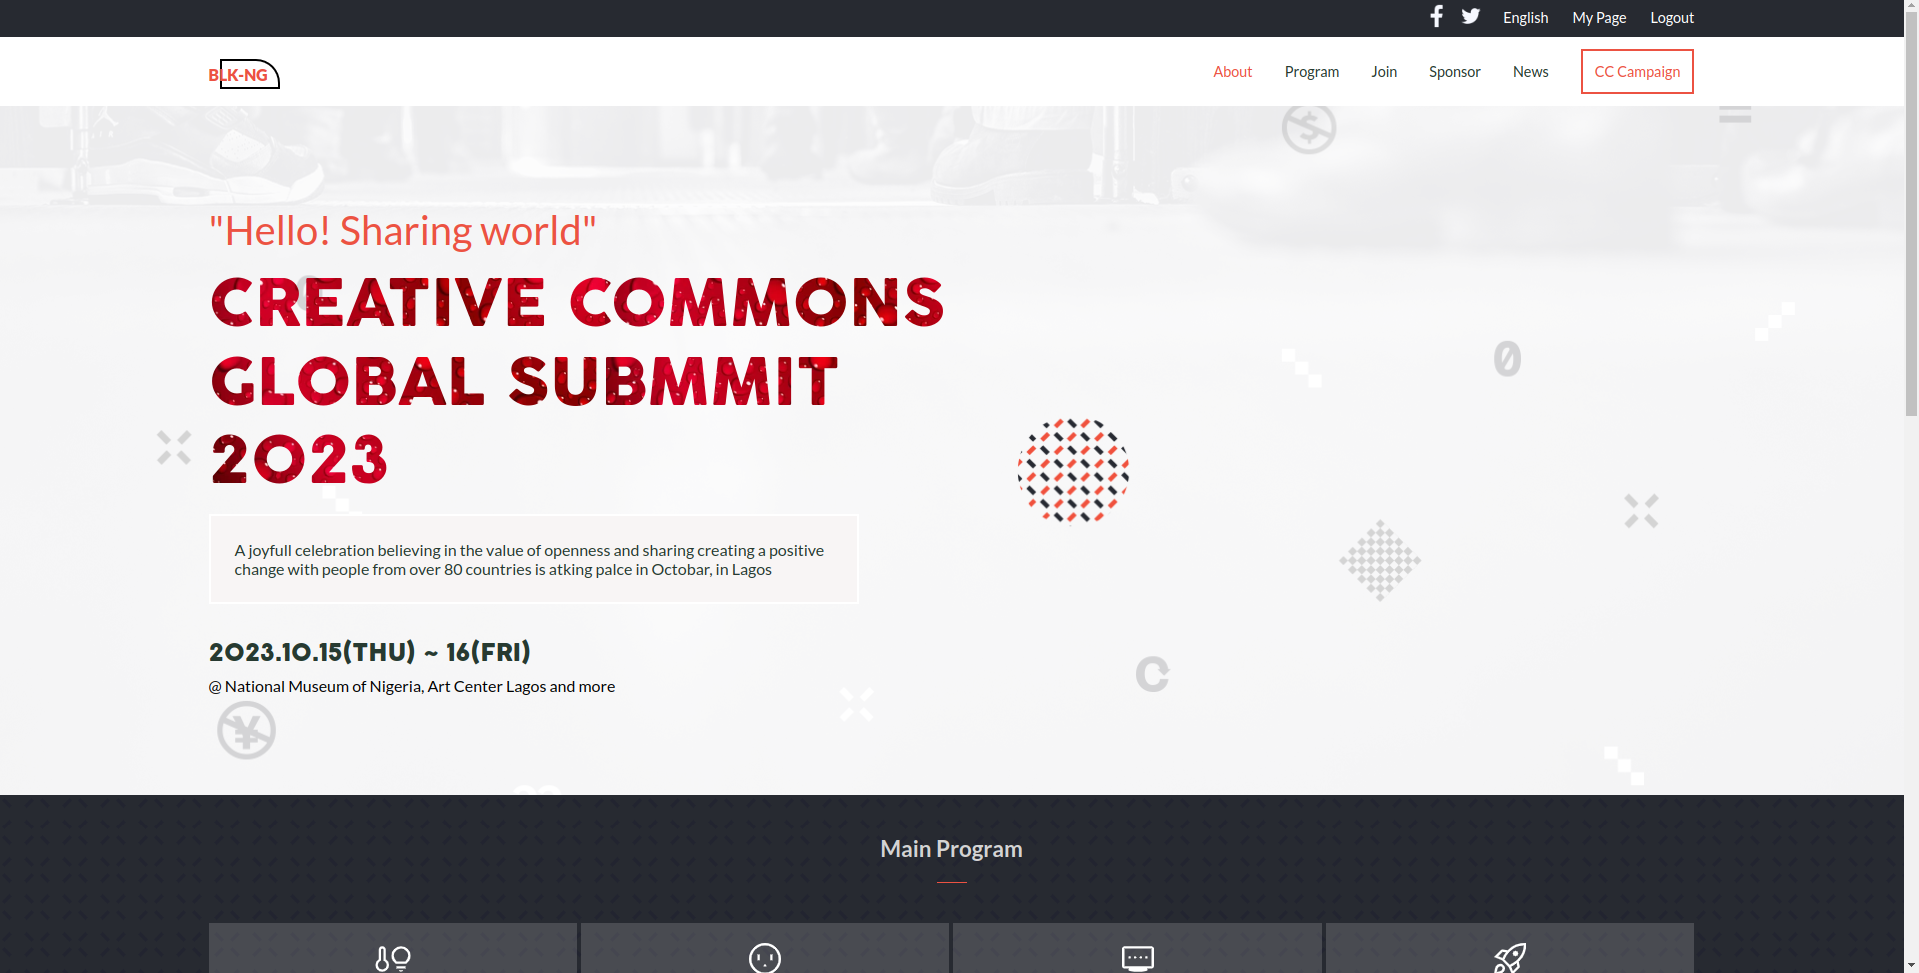 English My Page Logout
BLK-NG About Program Join Sponsor News CC Campaign
"Hello! Sharing world"
CREATIVE COMMONS
GLOBAL SUBMMIT
2023
A joyfull celebration believing in the value of openness and sharing creating a positive
change with people from over 80 countries is atking palce in Octobar, in Lagos
2023.10.15(THU) ~ 16(FRI)
@ National Museum of Nigeria, Art Center Lagos and more
Main Program